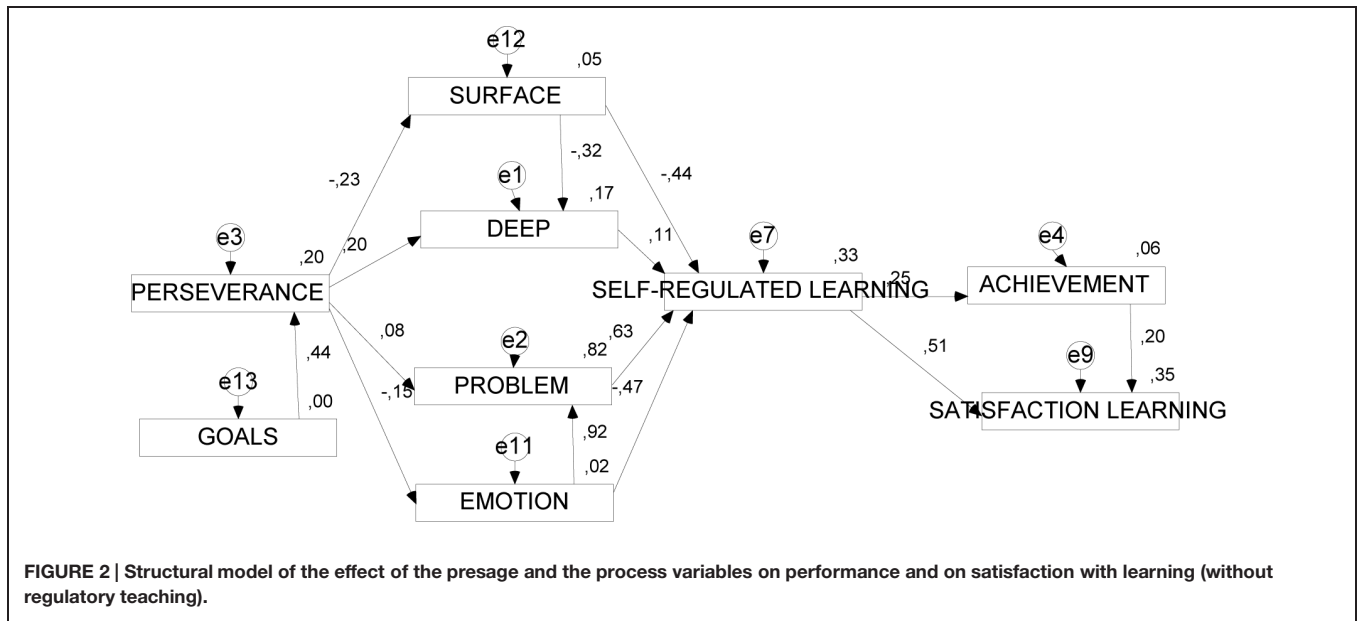 e12
,05
SURFACE
-,32
-,23
-,44
e1
,17
DEEP
,11
e3
,20
,20
PERSEVERANCE
e7
,33
SELF-REGULATED LEARNING
,25
e4
,06
ACHIEVEMENT
,08
e2
,82
,63
PROBLEM
-,15
-,47
,44
e13
,00
GOALS
,92
e11
,02
EMOTION
,51
,20
e9
,35
SATISFACTION LEARNING
FIGURE 2 | Structural model of the effect of the presage and the process variables on performance and on satisfaction with learning (without
regulatory teaching).